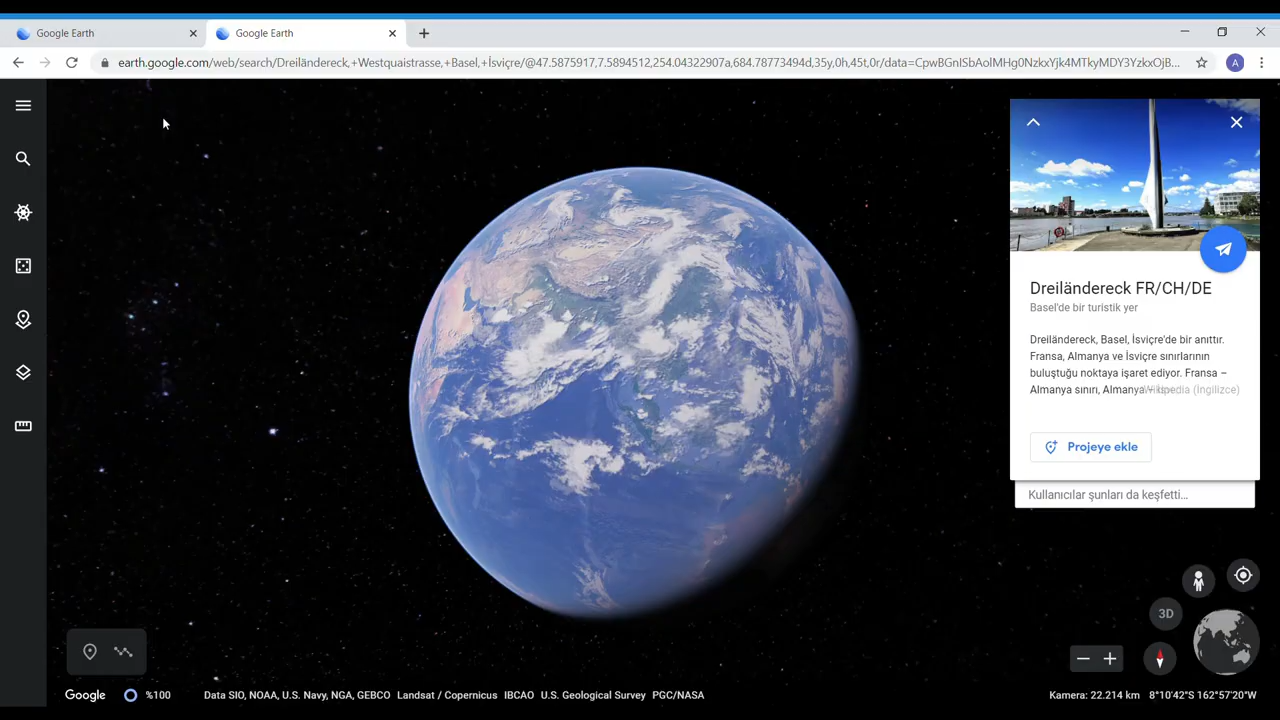 Google Earth
Google Earth
earth.google.com/web/search/Dreiländereck,+Westquaistrasse,+Basel,+İsviçre/@47.5875917,7.5894512,254.04322907a,684.78773494d,35y,0h,45t,0r/data=CpwBGnISbAolMHg0NzkxYjk4MTkyMDY3YzkxOjB...
A
Dreiländereck FR/CH/DE
Basel'de bir turistik yer
Dreiländereck, Basel, İsviçre'de bir anıttır.
Fransa, Almanya ve İsviçre sınırlarının
buluştuğu noktaya işaret ediyor. Fransa –
Almanya sınırı, Almanya – Wikipedia (İngilizce)
Projeye ekle
Kullanıcılar şunları da keşfetti...
3D
Google
%100
Data SIO, NOAA, U.S. Navy, NGA, GEBCO Landsat / Copernicus IBCAO U.S. Geological Survey PGC/NASA
Kamera: 22.214 km 8°10'42"S 162°57'20"W